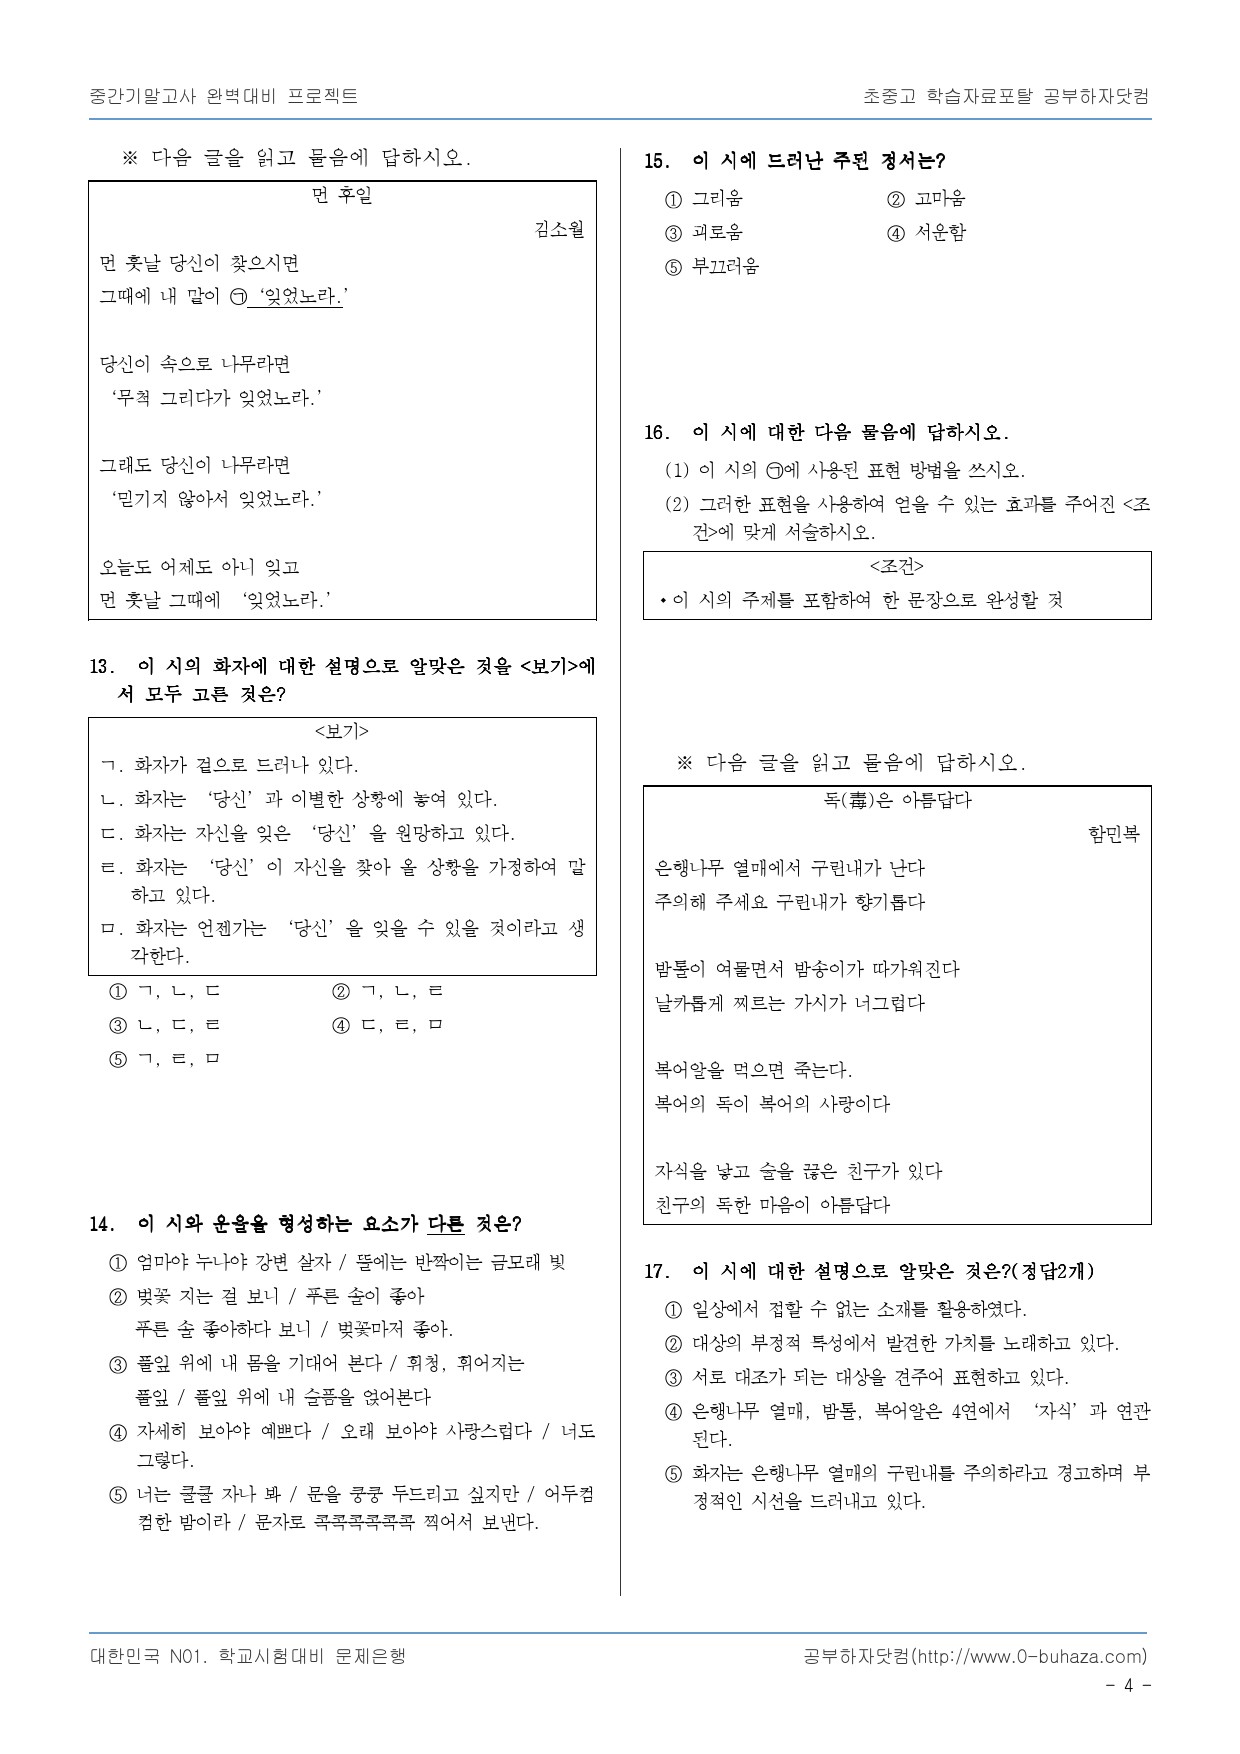 중간기말고사 완벽대비 프로젝트
초중고 학습자료포탈 공부하자닷컴
※ 다음 글을 읽고 물음에 답하시오.
먼 후일
김소월
먼 훗날 당신이 찾으시면
그때에 내 말이 ㉠‘잊었노라.’
당신이 속으로 나무라면
‘무척 그리다가 잊었노라.’
그래도 당신이 나무라면
‘믿기지 않아서 잊었노라.’
오늘도 어제도 아니 잊고
먼 훗날 그때에 ‘잊었노라.’
13. 이 시의 화자에 대한 설명으로 알맞은 것을 <보기>에
서 모두 고른 것은?
<보기>
ㄱ. 화자가 겉으로 드러나 있다.
ㄴ. 화자는 ‘당신’과 이별한 상황에 놓여 있다.
ㄷ. 화자는 자신을 잊은 ‘당신’을 원망하고 있다.
ㄹ. 화자는 ‘당신’이 자신을 찾아 올 상황을 가정하여 말
하고 있다.
ㅁ. 화자는 언젠가는 ‘당신’을 잊을 수 있을 것이라고 생
각한다.
① ㄱ, ㄴ, ㄷ ② ㄱ, ㄴ, ㄹ
③ ㄴ, ㄷ, ㄹ ④ ㄷ, ㄹ, ㅁ
⑤ ㄱ, ㄹ, ㅁ
14. 이 시와 운율을 형성하는 요소가 다른 것은?
① 엄마야 누나야 강변 살자 / 뜰에는 반짝이는 금모래 빛
② 벚꽃 지는 걸 보니 / 푸른 솔이 좋아
푸른 솔 좋아하다 보니 / 벚꽃마저 좋아.
③ 풀잎 위에 내 몸을 기대어 본다 / 휘청, 휘어지는
풀잎 / 풀잎 위에 내 슬픔을 얹어본다
④ 자세히 보아야 예쁘다 / 오래 보아야 사랑스럽다 / 너도
그렇다.
⑤ 너는 쿨쿨 자나 봐 / 문을 쿵쿵 두드리고 싶지만 / 어두컴
컴한 밤이라 / 문자로 콕콕콕콕콕콕 찍어서 보낸다.
15. 이 시에 드러난 주된 정서는?
① 그리움 ② 고마움
③ 괴로움 ④ 서운함
⑤ 부끄러움
16. 이 시에 대한 다음 물음에 답하시오.
(1) 이 시의 ㉠에 사용된 표현 방법을 쓰시오.
(2) 그러한 표현을 사용하여 얻을 수 있는 효과를 주어진 <조
건>에 맞게 서술하시오.
<조건>
•이 시의 주제를 포함하여 한 문장으로 완성할 것
※ 다음 글을 읽고 물음에 답하시오.
독(毒)은 아름답다
함민복
은행나무 열매에서 구린내가 난다
주의해 주세요 구린내가 향기롭다
밤톨이 여물면서 밤송이가 따가워진다
날카롭게 찌르는 가시가 너그럽다
복어알을 먹으면 죽는다.
복어의 독이 복어의 사랑이다
자식을 낳고 술을 끊은 친구가 있다
친구의 독한 마음이 아름답다
17. 이 시에 대한 설명으로 알맞은 것은?(정답2개)
① 일상에서 접할 수 없는 소재를 활용하였다.
② 대상의 부정적 특성에서 발견한 가치를 노래하고 있다.
③ 서로 대조가 되는 대상을 견주어 표현하고 있다.
④ 은행나무 열매, 밤톨, 복어알은 4연에서 ‘자식’과 연관
된다.
⑤ 화자는 은행나무 열매의 구린내를 주의하라고 경고하며 부
정적인 시선을 드러내고 있다.
대한민국 N01. 학교시험대비 문제은행
공부하자닷컴(http://www.0-buhaza.com)
- 4 -